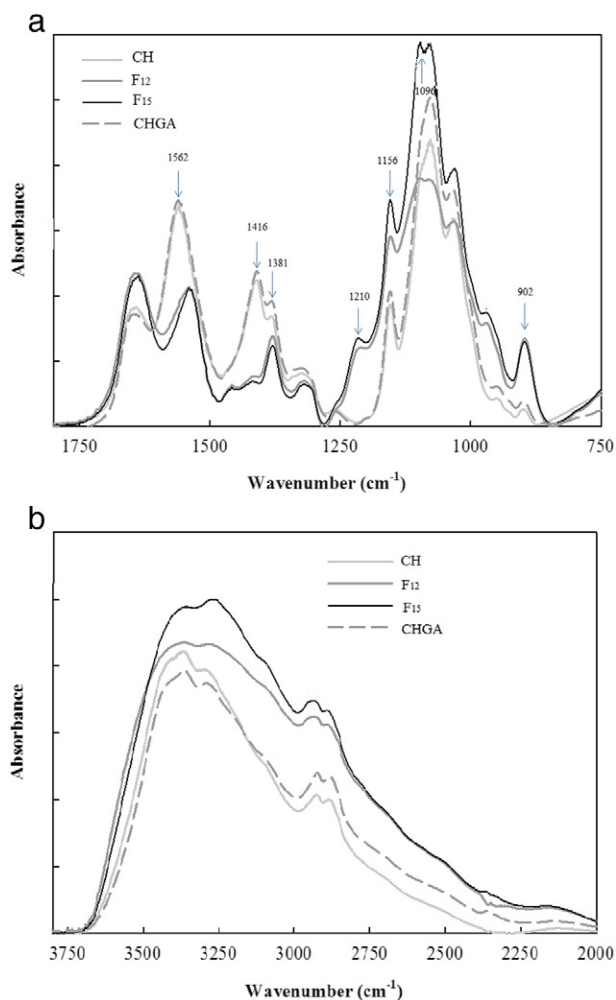 a
CH
F12
F15
CHGA
1562
1416
1381
1210
1156
1096
902
Absorbance
1750 1500 1250 1000 750
Wavenumber (cm-1)
b
CH
F12
F15
CHGA
Absorbance
3750 3500 3250 3000 2750 2500 2250 2000
Wavenumber (cm-1)